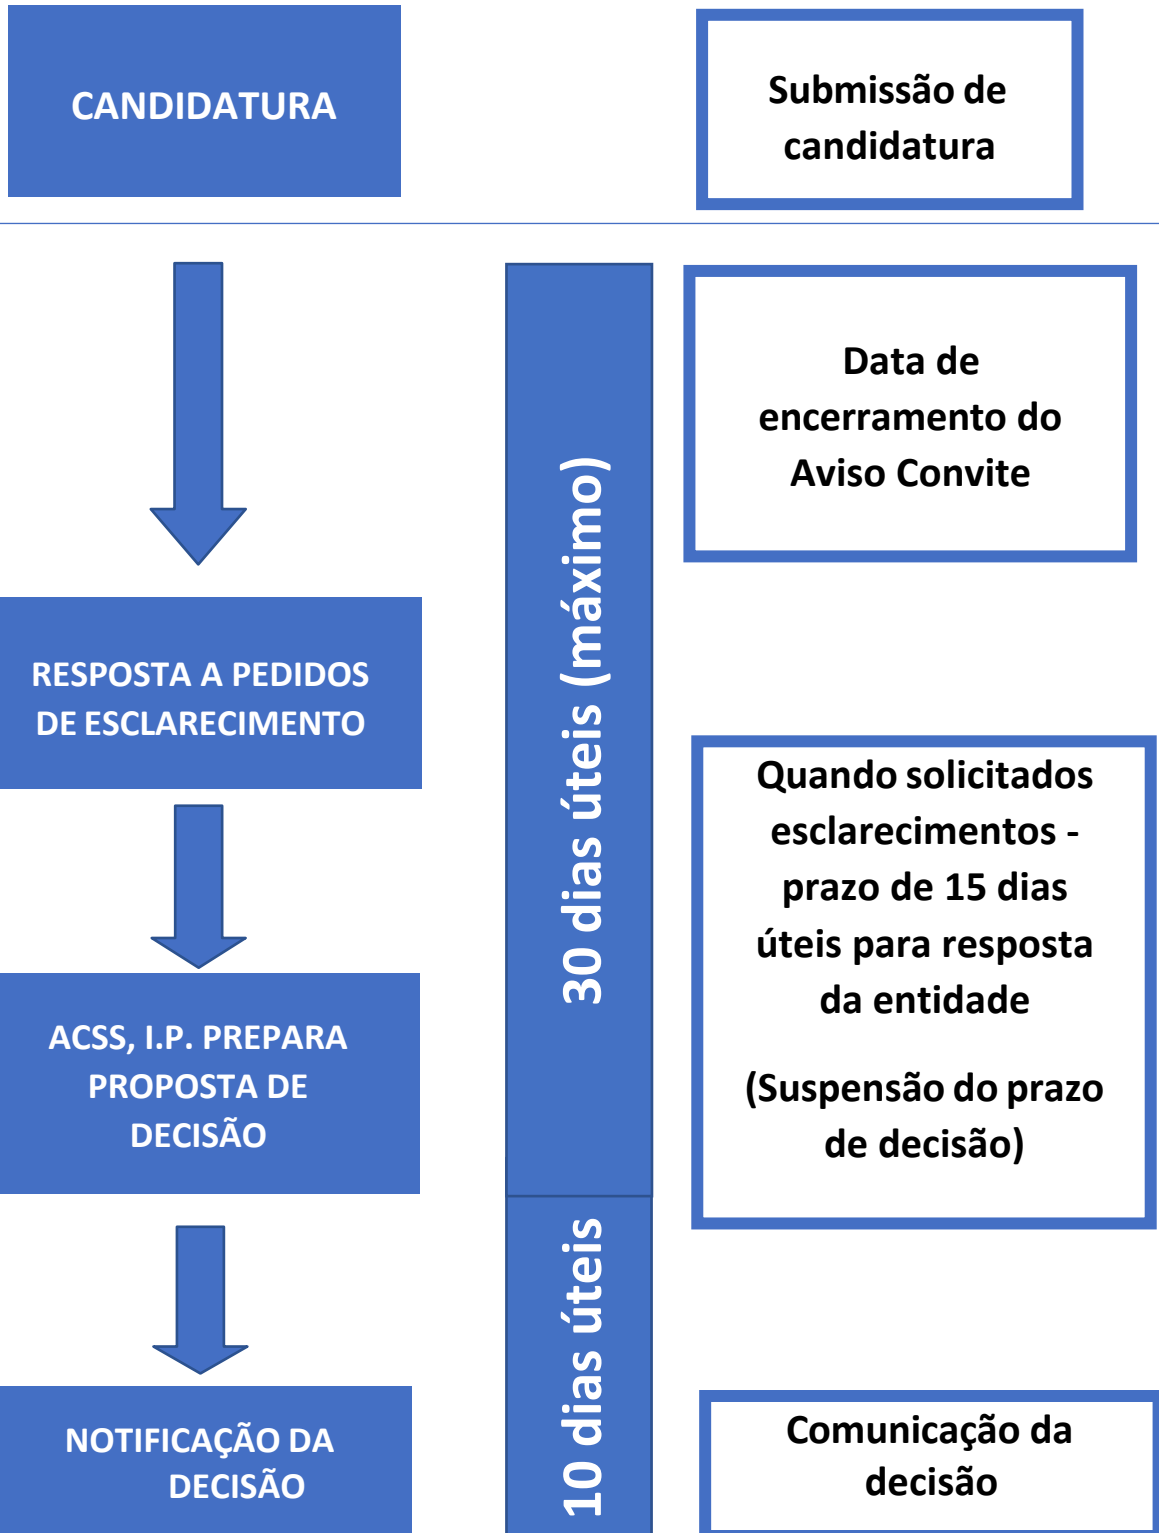 CANDIDATURA
Submissão de
candidatura
Data de
encerramento do
Aviso Convite
30 dias úteis (máximo)
RESPOSTA A PEDIDOS
DE ESCLARECIMENTO
Quando solicitados
esclarecimentos -
prazo de 15 dias
úteis para resposta
da entidade
(Suspensão do prazo
de decisão)
ACSS, I.P. PREPARA
PROPOSTA DE
DECISÃO
10 dias úteis
NOTIFICAÇÃO DA
DECISÃO
Comunicação da
decisão